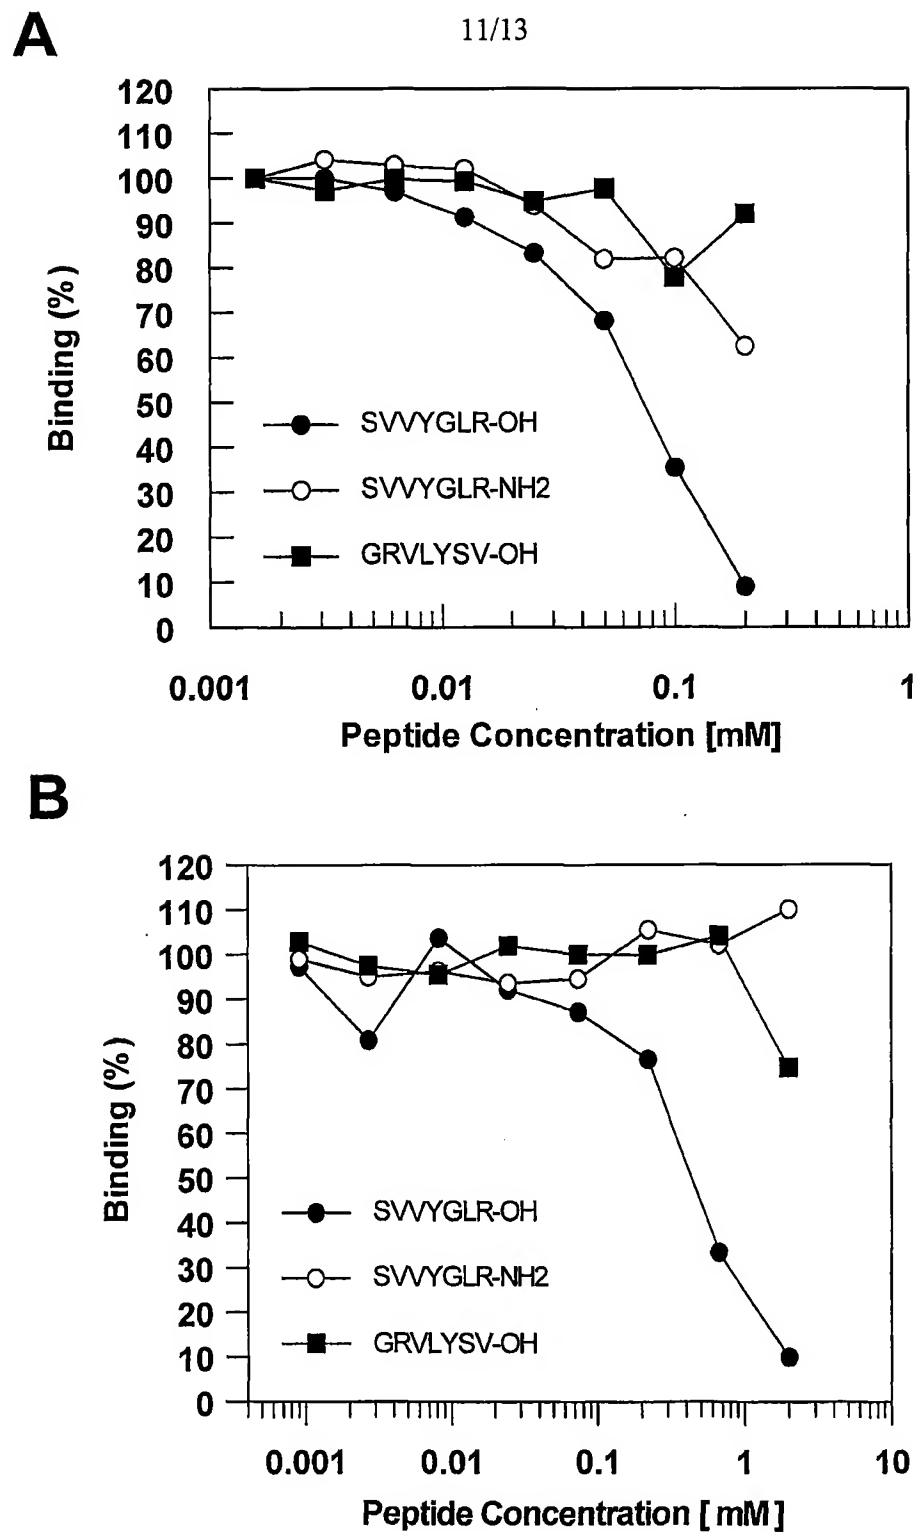 A
11/13
120
110
100
90
80
70
60
50
40
30
20
10
0
Binding (%)
SVVYGLR-OH
SVVYGLR-NH2
GRVLYSV-OH
0.001 0.01 0.1 1
Peptide Concentration [mM]
B
120
110
100
90
80
70
60
50
40
30
20
10
0
Binding (%)
SVVYGLR-OH
SVVYGLR-NH2
GRVLYSV-OH
0.001 0.01 0.1 1 10
Peptide Concentration [ mM ]